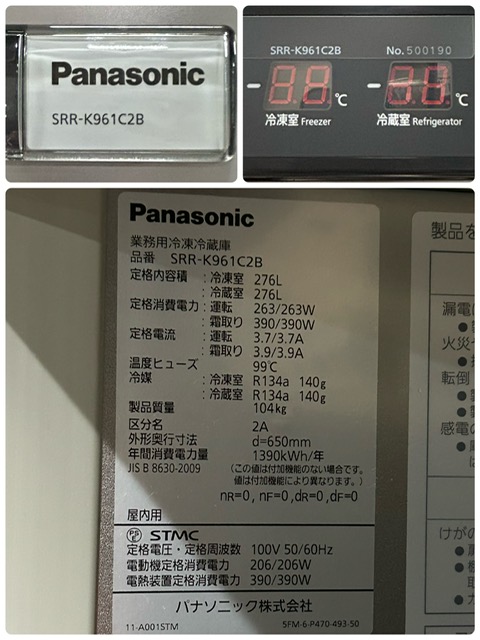 Panasonic
SRR-K961C2B
SRR-K961C2B No.500190
℃ ℃
冷凍室 Freezer 冷蔵室 Refrigerator
Panasonic
業務用冷凍冷蔵庫
品番 SRR-K961C2B
定格内容積 :冷凍室 276L
:冷蔵室 276L
定格消費電力:運転 263/263W
:霜取り 390/390W
定格電流 :運転 3.7/3.7A
:霜取り 3.9/3.9A
温度ヒューズ 99℃
冷媒 :冷凍室 R134a 140g
:冷蔵室 R134a 140g
製品質量 104kg
区分名 2A
外形奥行寸法 d=650mm
年間消費電力量 1390kWh/年
JIS B 8630-2009 (この値は付加機能のない場合です。
値は付加機能により異なります。)
nR=0, nF=0,dR=0,dF=0
屋内用
PS E STMC
定格電圧・定格周波数 100V 50/60Hz
電動機定格消費電力 206/206W
電熱装置定格消費電力 390/390W
パナソニック株式会社
11-A001STM 5FM-6-P470-493-50
製品を
漏電
火災や
転倒
感電の
は
けがの